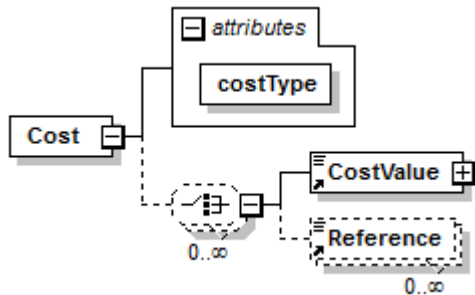 attributes
costType
Cost
CostValue
0..∞
Reference
0..∞